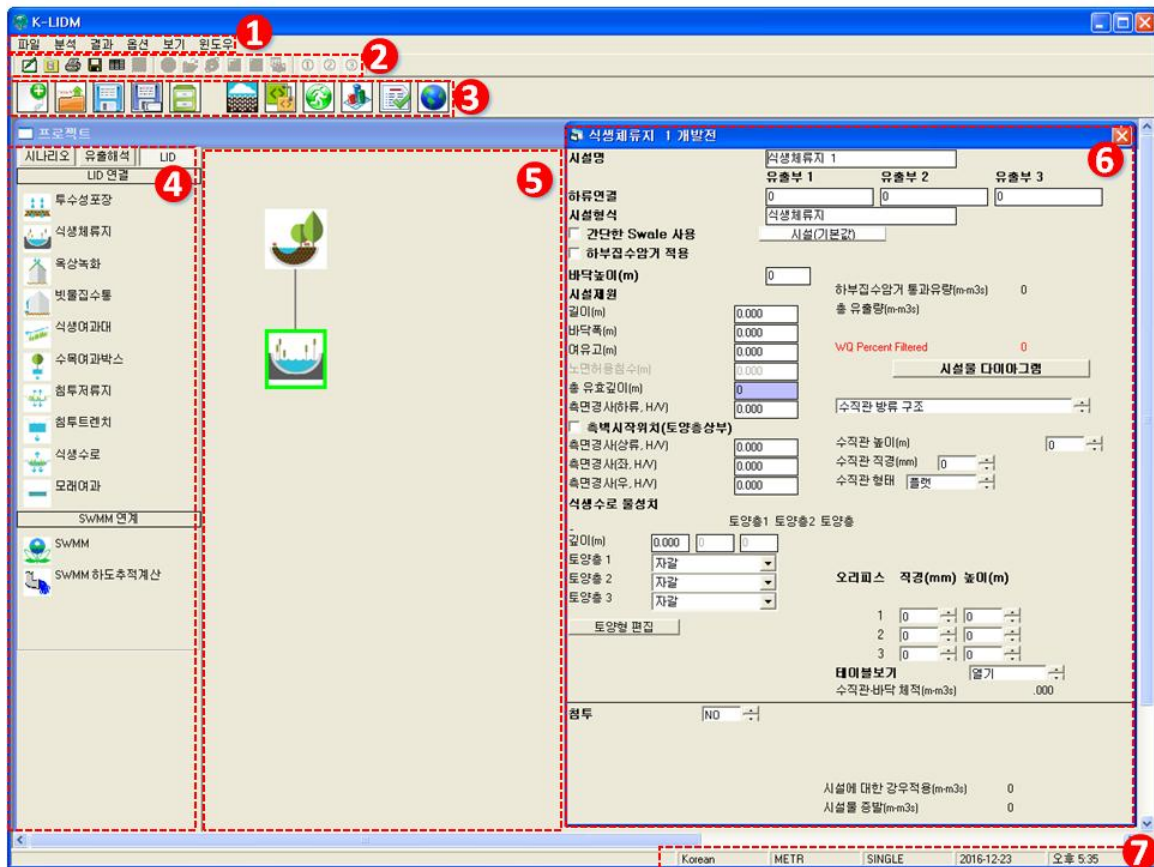 K-LIDM
파일 분석 결과 옵션 보기 윈도우
1
2
① ② ③
3
프로젝트
시나리오 유출해석 LID
LID 연결
4
투수성포장
식생체류지
옥상녹화
빗물집수통
식생여과대
수목여과박스
침투저류지
침투트렌치
식생수로
모래여과
SWMM 연계
SWMM
SWMM 하도추적계산
5
식생체류지 1 개발전
6
시설명 식생체류지 1
유출부 1 유출부 2 유출부 3
하류연결 0 0 0
시설형식 식생체류지
간단한 Swale 사용 시설(기본값)
하부집수암거 적용
바닥높이(m) 0
하부집수암거 통과유량(m-m3s) 0
시설제원
총 유출량(m-m3s)
길이(m) 0.000
바닥폭(m) 0.000
여유고(m) 0.000
WQ Percent Filtered 0
노면허용침수(m) 0.000
시설물 다이아그램
총 유효깊이(m) 0
측면경사(하류, H/V) 0.000
수직관 방류 구조
측벽시작위치(토양층상부)
측면경사(상류, H/V) 0.000
수직관 높이(m) 0
측면경사(좌, H/V) 0.000
수직관 직경(mm) 0
측면경사(우, H/V) 0.000
수직관 형태 플랫
식생수로 물성치
토양층1 토양층2 토양층
깊이(m) 0.000 0 0
토양층 1 자갈
토양층 2 자갈
토양층 3 자갈
오리피스 직경(mm) 높이(m)
1 0 0
2 0 0
3 0 0
토양형 편집
테이블보기 열기
수직관-바닥 체적(m-m3s) .000
침투 NO
시설에 대한 강우적용(m-m3s) 0
시설물 증발(m-m3s) 0
7
Korean METR SINGLE 2016-12-23 오후 5:35